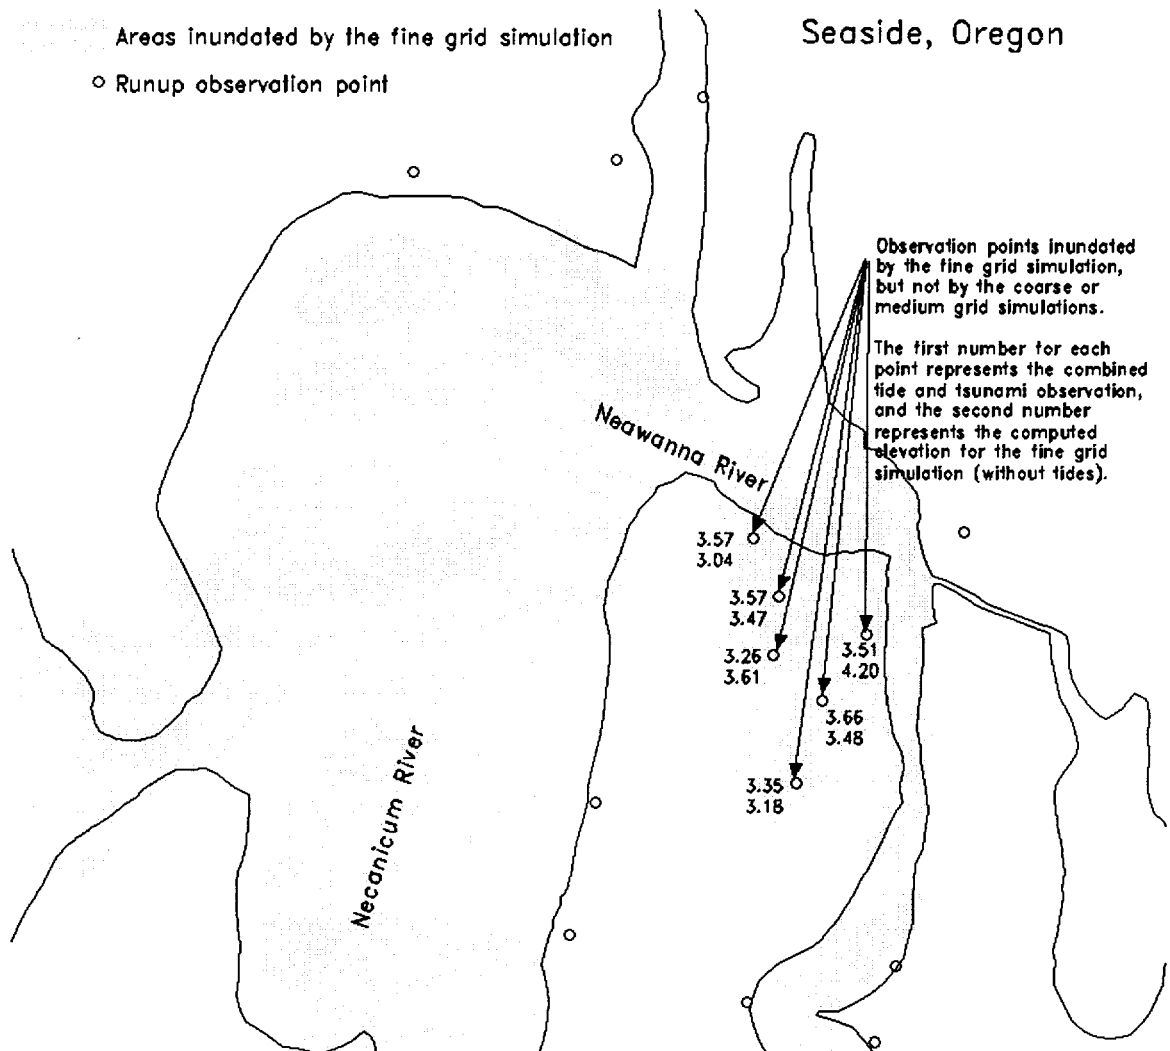 Seaside, Oregon
Areas inundated by the fine grid simulation
Runup observation point
Observation points inundated
by the fine grid simulation,
but not by the coarse or
medium grid simulations.
The first number for each
point represents the combined
tide and tsunami observation,
and the second number
represents the computed
elevation for the fine grid
simulation (without tides).
Neawanna River
3.57
3.04
3.57
3.47
3.26
3.61
3.51
4.20
3.66
3.48
3.35
3.18
Necanicum River